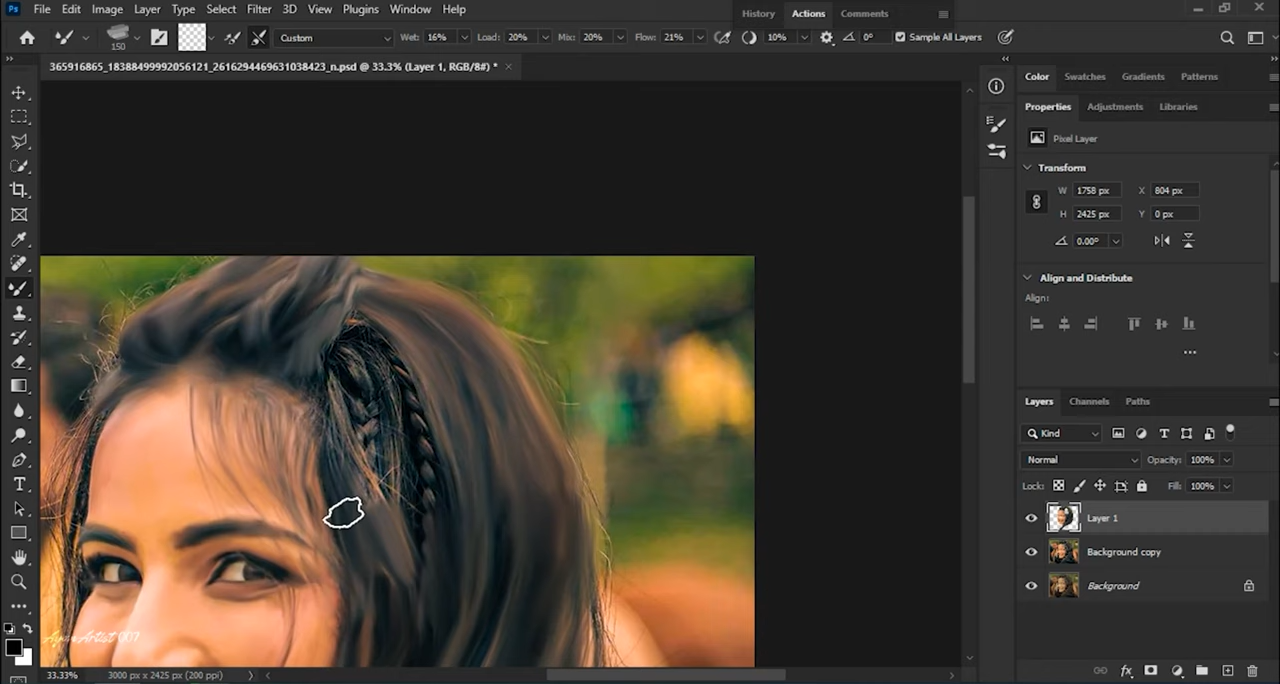 Ps File Edit Image Layer Type Select Filter 3D View Plugins Window Help
History Actions Comments
150 Custom Wet: 16% Load: 20% Mix: 20% Flow: 21% 10% 0° Sample All Layers
365916865_18388499992056121_2616294469631038423_n.psd @ 33.3% (Layer 1, RGB/8#) *
Color Swatches Gradients Patterns
Properties Adjustments Libraries
Pixel Layer
Transform
W 1758 px X 804 px
H 2425 px Y 0 px
0.00°
Align and Distribute
Align:
Layers Channels Paths
Kind
Normal Opacity: 100%
Lock: Fill: 100%
Layer 1
Background copy
Background
33.33% 3000 px x 2425 px (200 ppi)